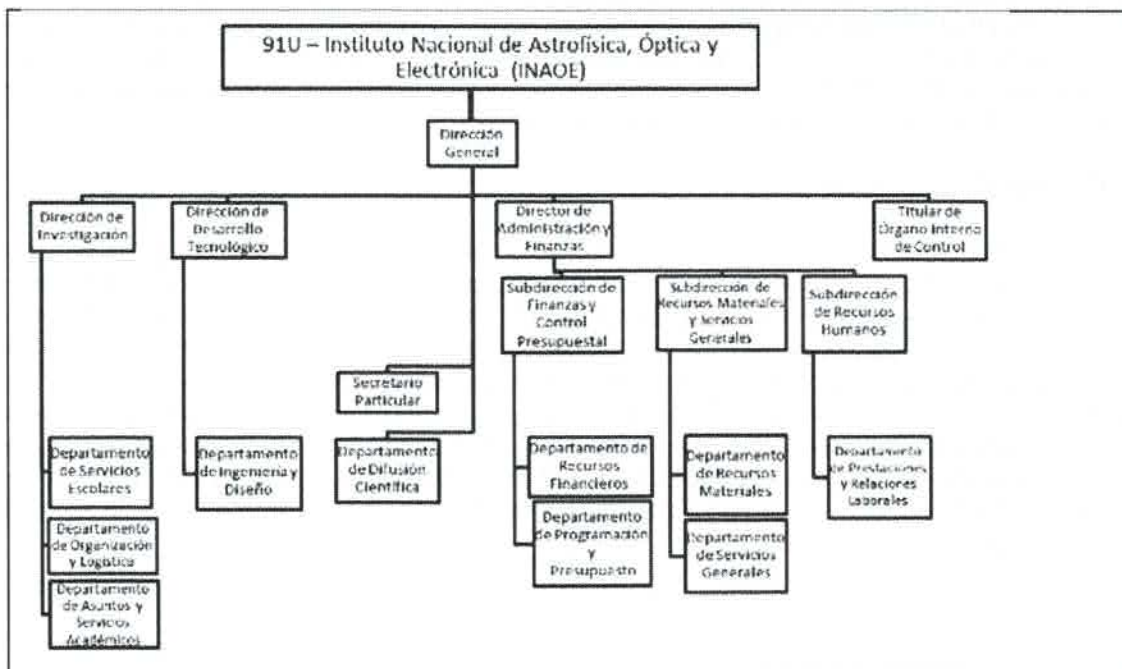 91U – Instituto Nacional de Astrofísica, Óptica y
Electrónica (INAOE)
Dirección
General
Dirección de
Investigación
Dirección de
Desarrollo
Tecnológico
Director de
Administración y
Finanzas
Titular de
Órgano Interno
de Control
Subdirección de
Finanzas y
Control
Presupuestal
Subdirección de
Recursos Materiales
y Servicios
Generales
Subdirección
de Recursos
Humanos
Secretario
Particular
Departamento
de Servicios
Escolares
Departamento
de Ingeniería y
Diseño
Departamento
de Difusión
Científica
Departamento de
Recursos
Financieros
Departamento
de Recursos
Materiales
Departamento
de Prestaciones
y Relaciones
Laborales
Departamento
de Organización
y Logística
Departamento
de Programación
y
Presupuesto
Departamento
de Servicios
Generales
Departamento
de Asuntos y
Servicios
Académicos